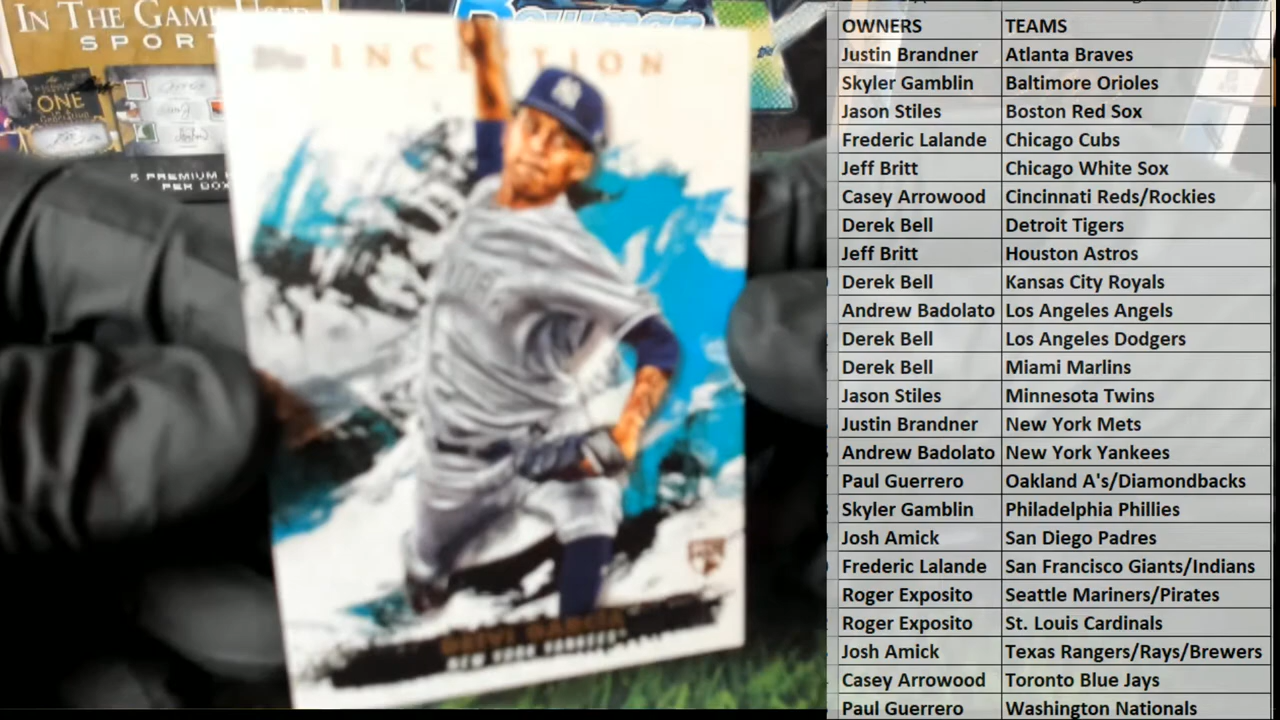 IN THE GAME USED
SPORT
ONE
5 PREMIUM
PER BOX
Bowman
INCEPTION
DEIVI GARCIA
NEW YORK YANKEES
OWNERS TEAMS
Justin Brandner Atlanta Braves
Skyler Gamblin Baltimore Orioles
Jason Stiles Boston Red Sox
Frederic Lalande Chicago Cubs
Jeff Britt Chicago White Sox
Casey Arrowood Cincinnati Reds/Rockies
Derek Bell Detroit Tigers
Jeff Britt Houston Astros
Derek Bell Kansas City Royals
Andrew Badolato Los Angeles Angels
Derek Bell Los Angeles Dodgers
Derek Bell Miami Marlins
Jason Stiles Minnesota Twins
Justin Brandner New York Mets
Andrew Badolato New York Yankees
Paul Guerrero Oakland A's/Diamondbacks
Skyler Gamblin Philadelphia Phillies
Josh Amick San Diego Padres
Frederic Lalande San Francisco Giants/Indians
Roger Exposito Seattle Mariners/Pirates
Roger Exposito St. Louis Cardinals
Josh Amick Texas Rangers/Rays/Brewers
Casey Arrowood Toronto Blue Jays
Paul Guerrero Washington Nationals